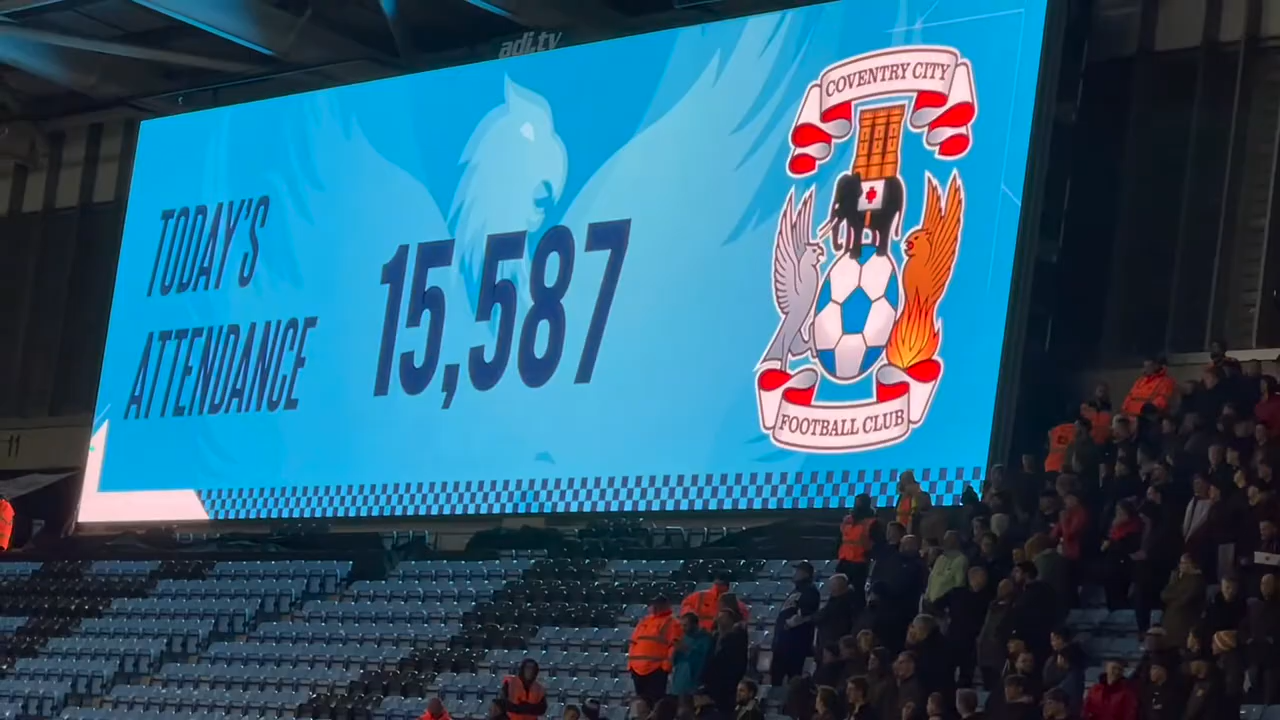 adi.tv
COVENTRY CITY
TODAY'S
ATTENDANCE
15,587
FOOTBALL CLUB
11